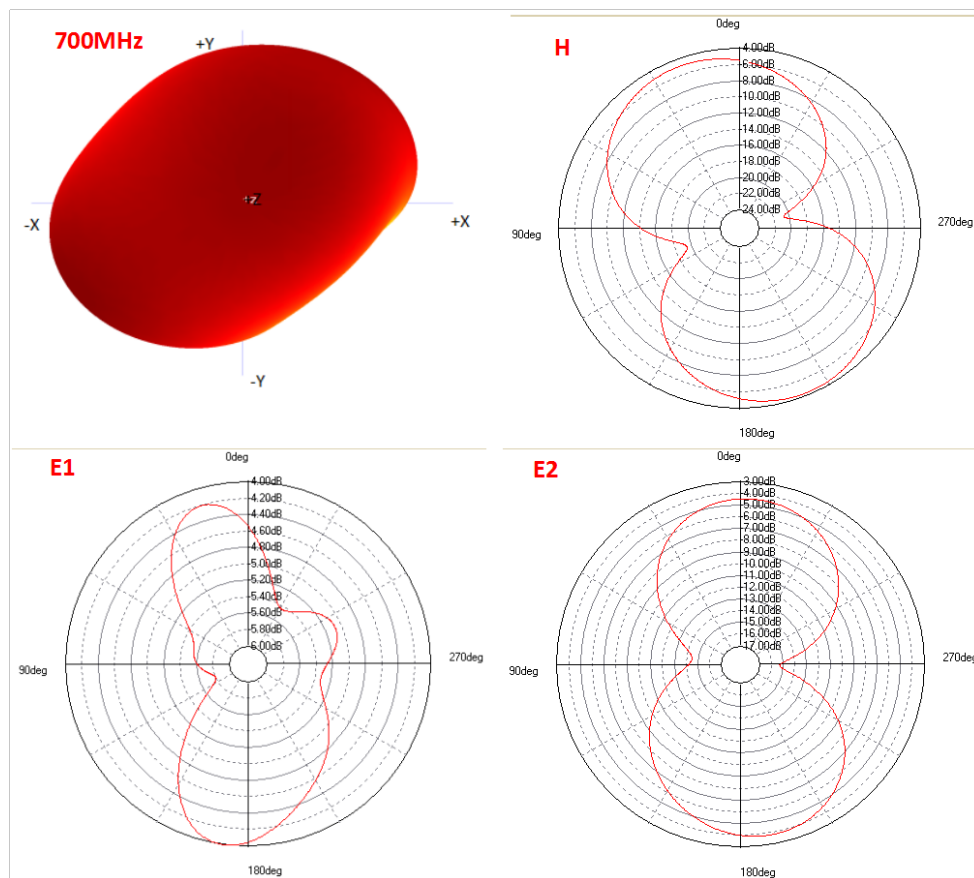 700MHz
+Y
-X
+Z
+X
-Y
H
0deg
4.00dB
6.00dB
8.00dB
10.00dB
12.00dB
14.00dB
16.00dB
18.00dB
20.00dB
22.00dB
24.00dB
90deg
270deg
180deg
E1
0deg
4.00dB
4.20dB
4.40dB
4.60dB
4.80dB
5.00dB
5.20dB
5.40dB
5.60dB
5.80dB
6.00dB
90deg
270deg
180deg
E2
0deg
3.00dB
4.00dB
5.00dB
6.00dB
7.00dB
8.00dB
9.00dB
10.00dB
11.00dB
12.00dB
13.00dB
14.00dB
15.00dB
16.00dB
17.00dB
90deg
270deg
180deg